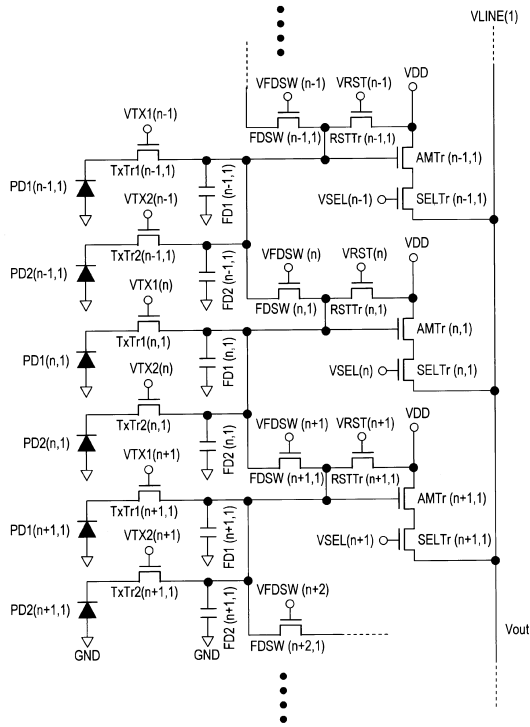 VLINE(1)
VFDSW (n-1)
VRST(n-1)
VDD
VTX1(n-1)
FDSW (n-1,1)
RSTTr (n-1,1)
TxTr1(n-1,1)
AMTr (n-1,1)
PD1(n-1,1)
FD1 (n-1,1)
VSEL(n-1)
SELTr (n-1,1)
VTX2(n-1)
VDD
VFDSW (n)
VRST(n)
TxTr2(n-1,1)
PD2(n-1,1)
FD2 (n-1,1)
VTX1(n)
FDSW (n,1)
RSTTr (n,1)
TxTr1(n,1)
AMTr (n,1)
PD1(n,1)
FD1 (n,1)
VSEL(n)
SELTr (n,1)
VTX2(n)
VDD
VFDSW (n+1)
VRST(n+1)
TxTr2(n,1)
PD2(n,1)
FD2 (n,1)
VTX1(n+1)
FDSW (n+1,1)
RSTTr (n+1,1)
TxTr1(n+1,1)
AMTr (n+1,1)
PD1(n+1,1)
FD1 (n+1,1)
VSEL(n+1)
SELTr (n+1,1)
VTX2(n+1)
VFDSW (n+2)
TxTr2(n+1,1)
PD2(n+1,1)
FD2 (n+1,1)
Vout
FDSW (n+2,1)
GND
GND